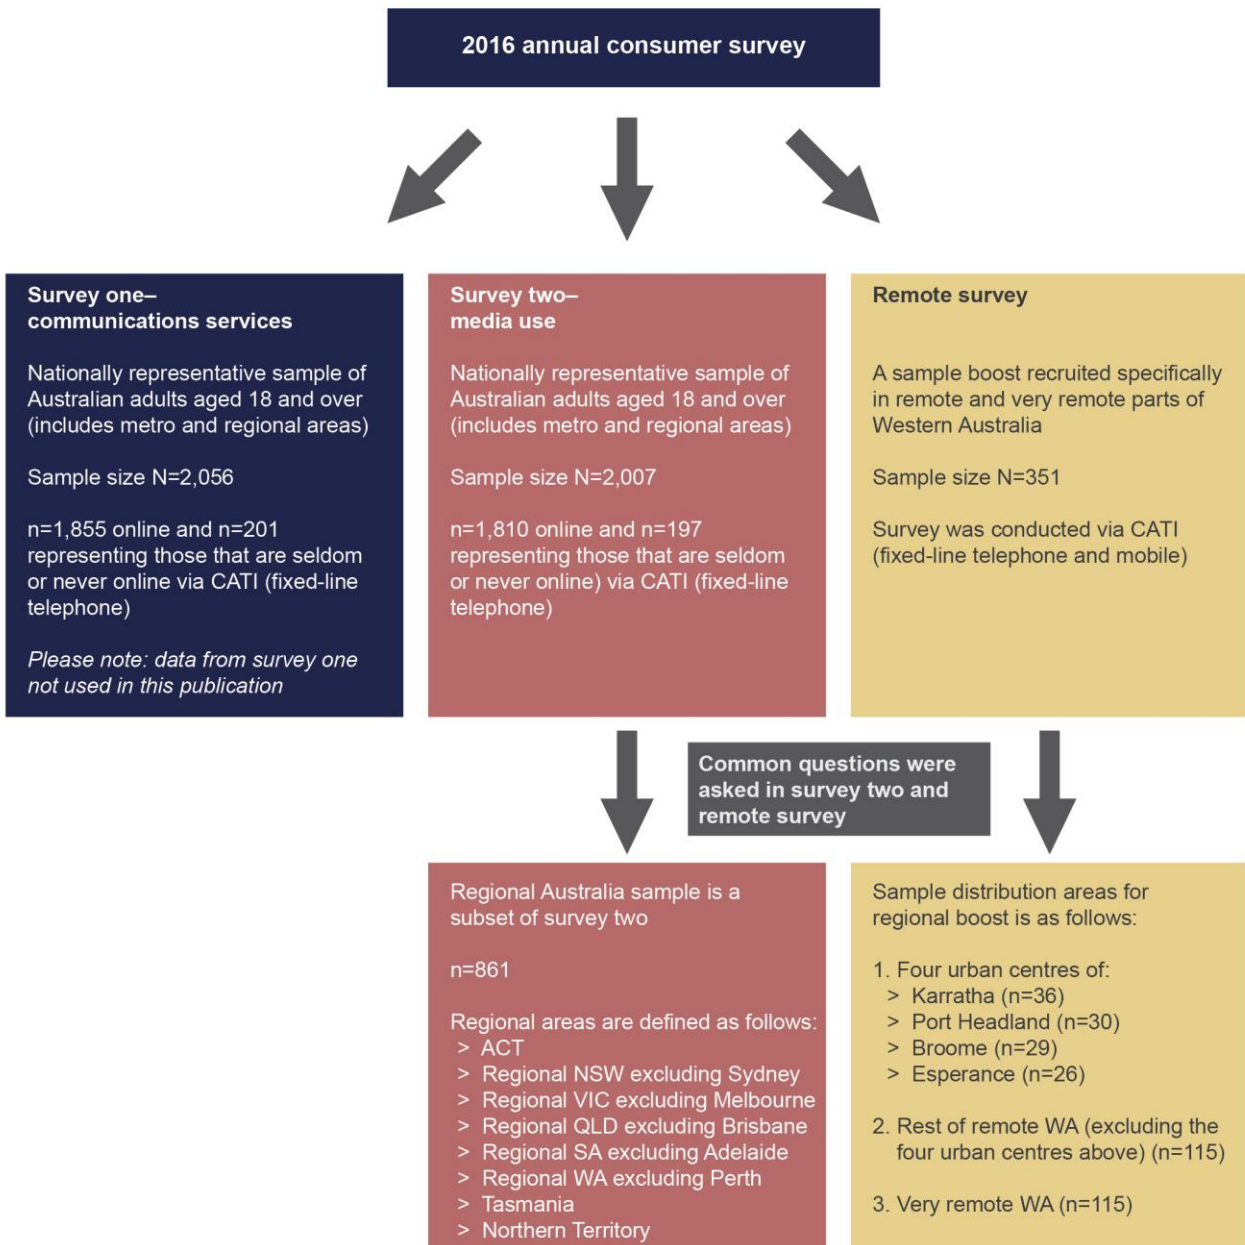 2016 annual consumer survey
Survey one–
communications services
Nationally representative sample of
Australian adults aged 18 and over
(includes metro and regional areas)
Sample size N=2,056
n=1,855 online and n=201
representing those that are seldom
or never online via CATI (fixed-line
telephone)
Please note: data from survey one
not used in this publication
Survey two–
media use
Nationally representative sample of
Australian adults aged 18 and over
(includes metro and regional areas)
Sample size N=2,007
n=1,810 online and n=197
representing those that are seldom
or never online) via CATI (fixed-line
telephone)
Remote survey
A sample boost recruited specifically
in remote and very remote parts of
Western Australia
Sample size N=351
Survey was conducted via CATI
(fixed-line telephone and mobile)
Common questions were
asked in survey two and
remote survey
Regional Australia sample is a
subset of survey two
n=861
Regional areas are defined as follows:
> ACT
> Regional NSW excluding Sydney
> Regional VIC excluding Melbourne
> Regional QLD excluding Brisbane
> Regional SA excluding Adelaide
> Regional WA excluding Perth
> Tasmania
> Northern Territory
Sample distribution areas for
regional boost is as follows:
1. Four urban centres of:
> Karratha (n=36)
> Port Headland (n=30)
> Broome (n=29)
> Esperance (n=26)
2. Rest of remote WA (excluding the
four urban centres above) (n=115)
3. Very remote WA (n=115)